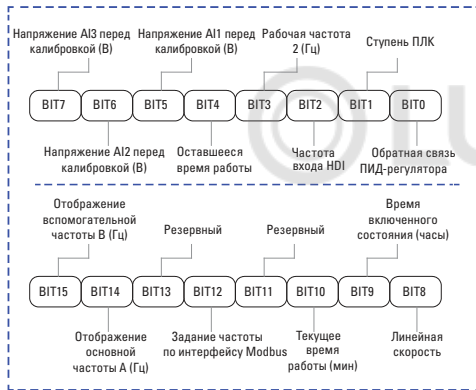 Напряжение AI3 перед
калибровкой (В)
Напряжение AI1 перед
калибровкой (В)
Рабочая частота
2 (Гц)
Ступень ПЛК
BIT7 BIT6 BIT5 BIT4 BIT3 BIT2 BIT1 BIT0
Напряжение AI2 перед
калибровкой (В)
Оставшееся
время работы
Частота
входа HDI
Обратная связь
ПИД-регулятора
Отображение
вспомогательной
частоты B (Гц)
Резервный
Резервный
Время
включенного
состояния (часы)
BIT15 BIT14 BIT13 BIT12 BIT11 BIT10 BIT9 BIT8
Отображение
основной
частоты A (Гц)
Задание частоты
по интерфейсу Modbus
Текущее
время
работы (мин)
Линейная
скорость